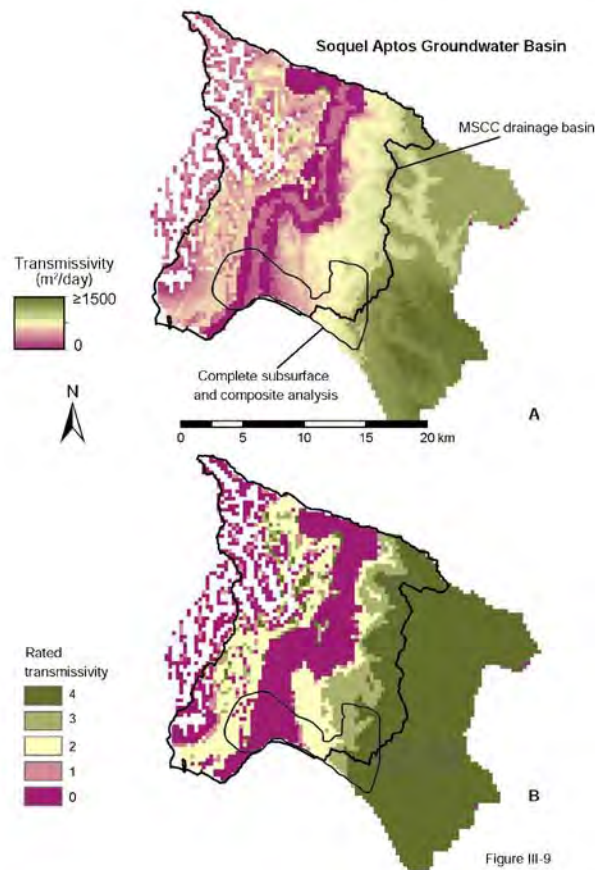 Soquel Aptos Groundwater Basin
MSCC drainage basin
Transmissivity
(m²/day)
≥1500
0
Complete subsurface
and composite analysis
N
A
0 5 10 15 20 km
Rated
transmissivity
4
3
2
1
0
B
Figure III-9